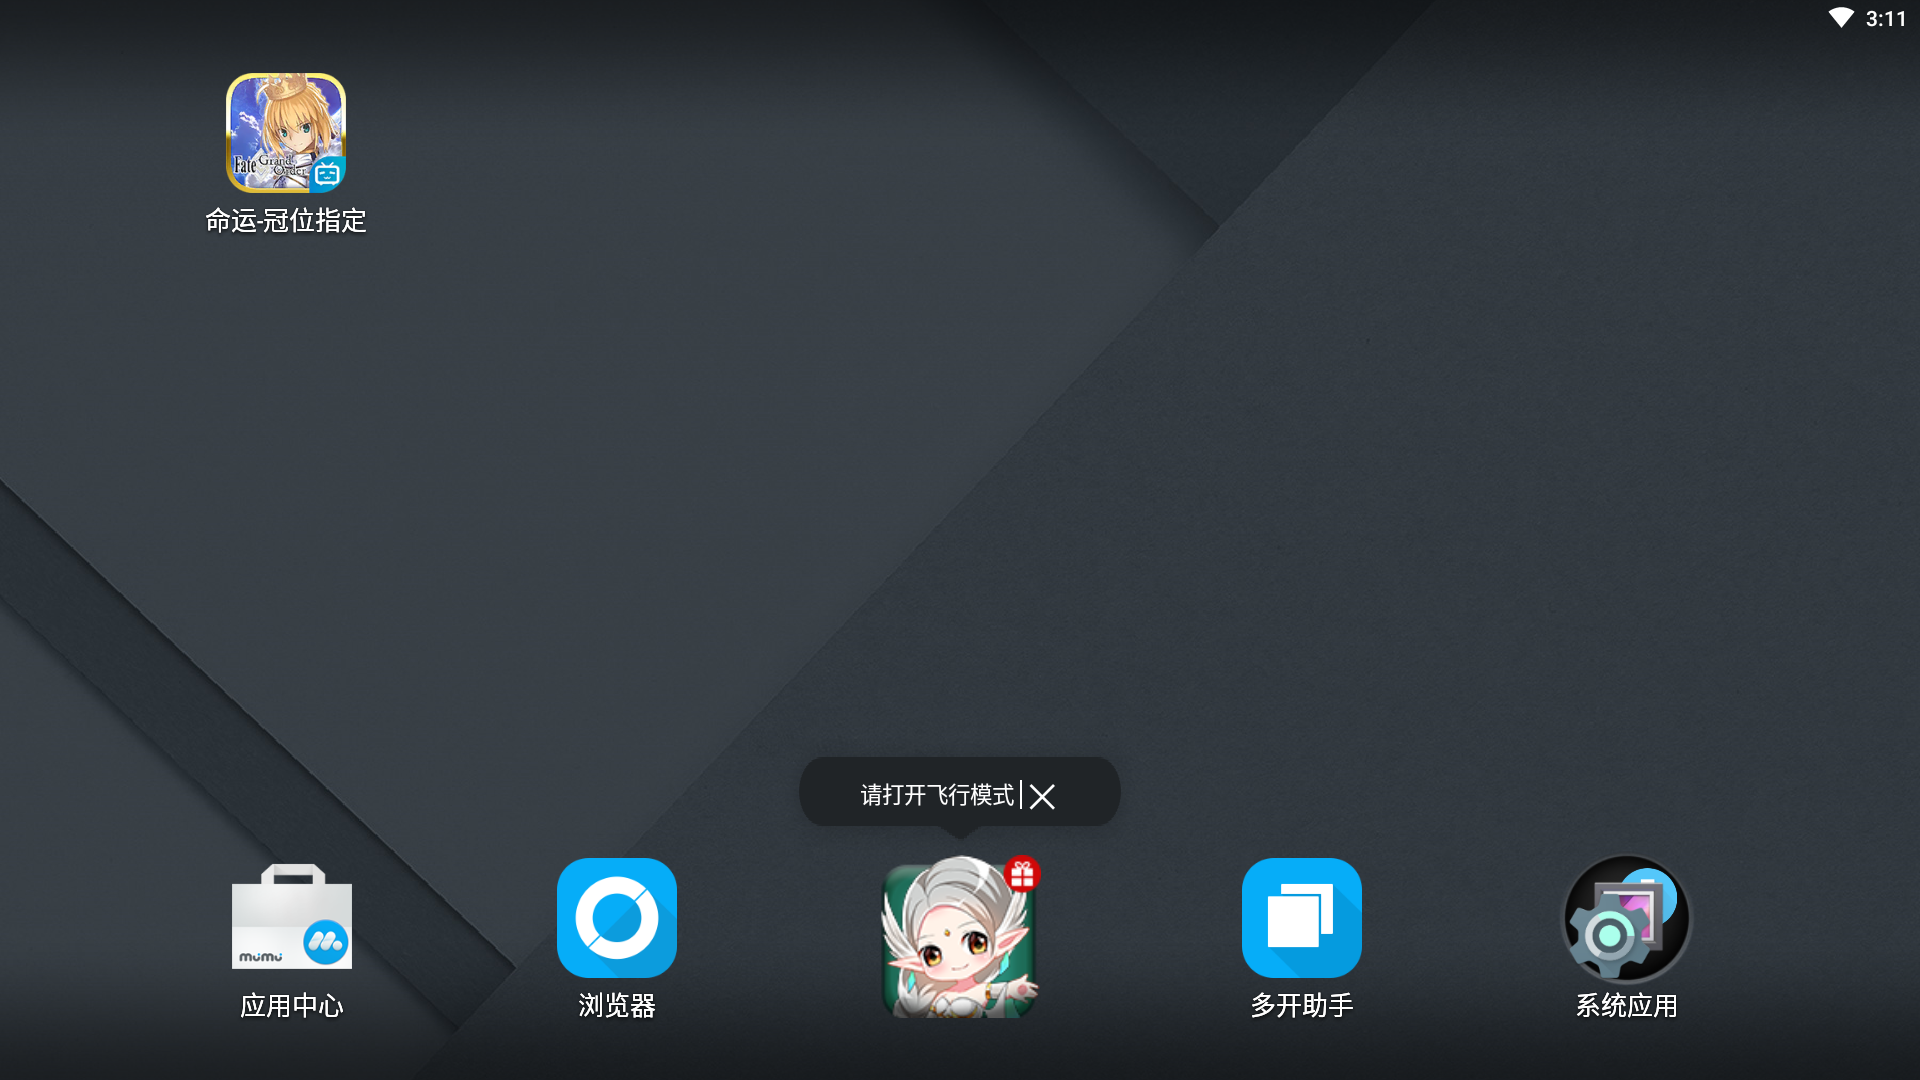 3:11
Fate
Grand
Order
命运-冠位指定
请打开飞行模式
mumu
应用中心
浏览器
多开助手
系统应用